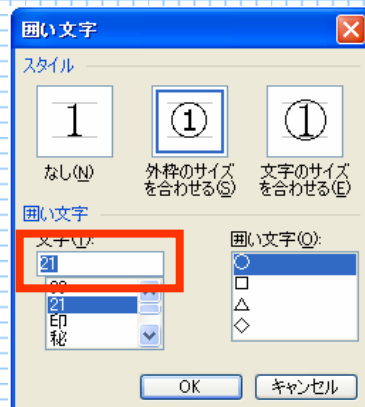 囲い文字
スタイル
1 ① ①
なし(N) 外枠のサイズを合わせる(S) 文字のサイズを合わせる(E)
囲い文字
文字(T): 囲い文字(O):
21 ○
□
21 △
印 ◇
秘
OK キャンセル